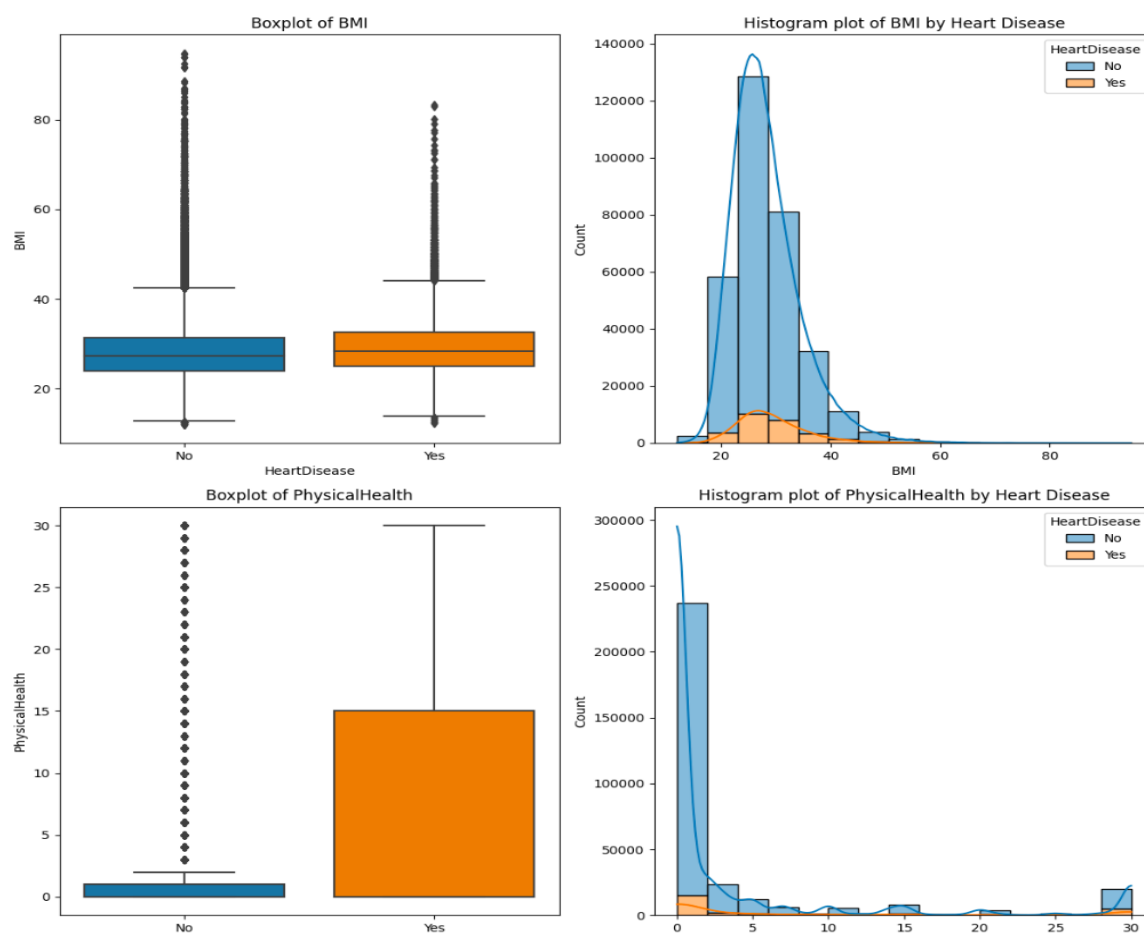 Boxplot of BMI
80
60
40
20
BMI
No
Yes
HeartDisease
Histogram plot of BMI by Heart Disease
HeartDisease
No
Yes
140000
120000
100000
80000
60000
40000
20000
0
Count
20
40
60
80
BMI
Boxplot of PhysicalHealth
30
25
20
15
10
5
0
PhysicalHealth
No
Yes
Histogram plot of PhysicalHealth by Heart Disease
HeartDisease
No
Yes
300000
250000
200000
150000
100000
50000
0
Count
0
5
10
15
20
25
30